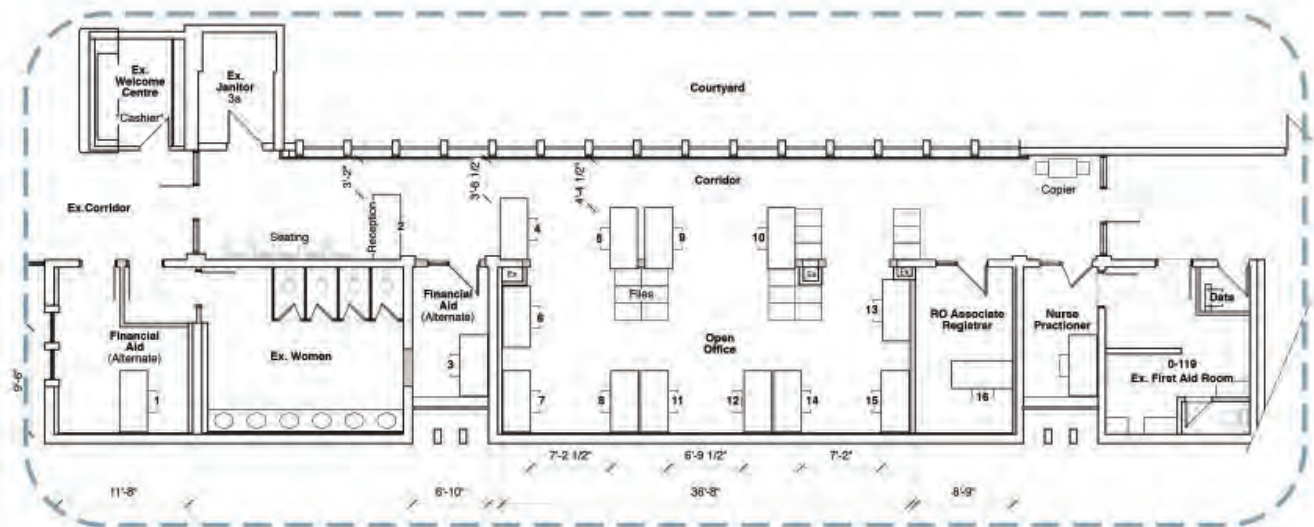 Ex.
Welcome
Centre
"Cashier"
Ex.
Janitor
3a
Courtyard
3'-2"
3'-6 1/2"
4'-4 1/2"
Corridor
Copier
Ex.Corridor
Seating
Reception
2
4
5
9
10
Ex
Ex
Ex
Financial
Aid
(Alternate)
3
Files
6
13
RO Associate
Registrar
16
Nurse
Practioner
Data
Financial
Aid
(Alternate)
1
Ex. Women
Open
Office
0-119
Ex. First Aid Room
9'-6"
7
8
11
12
14
15
7'-2 1/2"
6'-9 1/2"
7'-2"
11'-8"
6'-10"
36'-8"
8'-9"